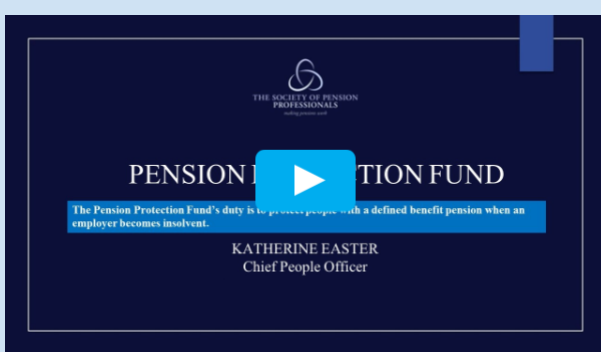 THE SOCIETY OF PENSION
PROFESSIONALS
making pensions work
PENSION TION FUND
The Pension Protection Fund's duty is to protect people with a defined benefit pension when an
employer becomes insolvent.
KATHERINE EASTER
Chief People Officer